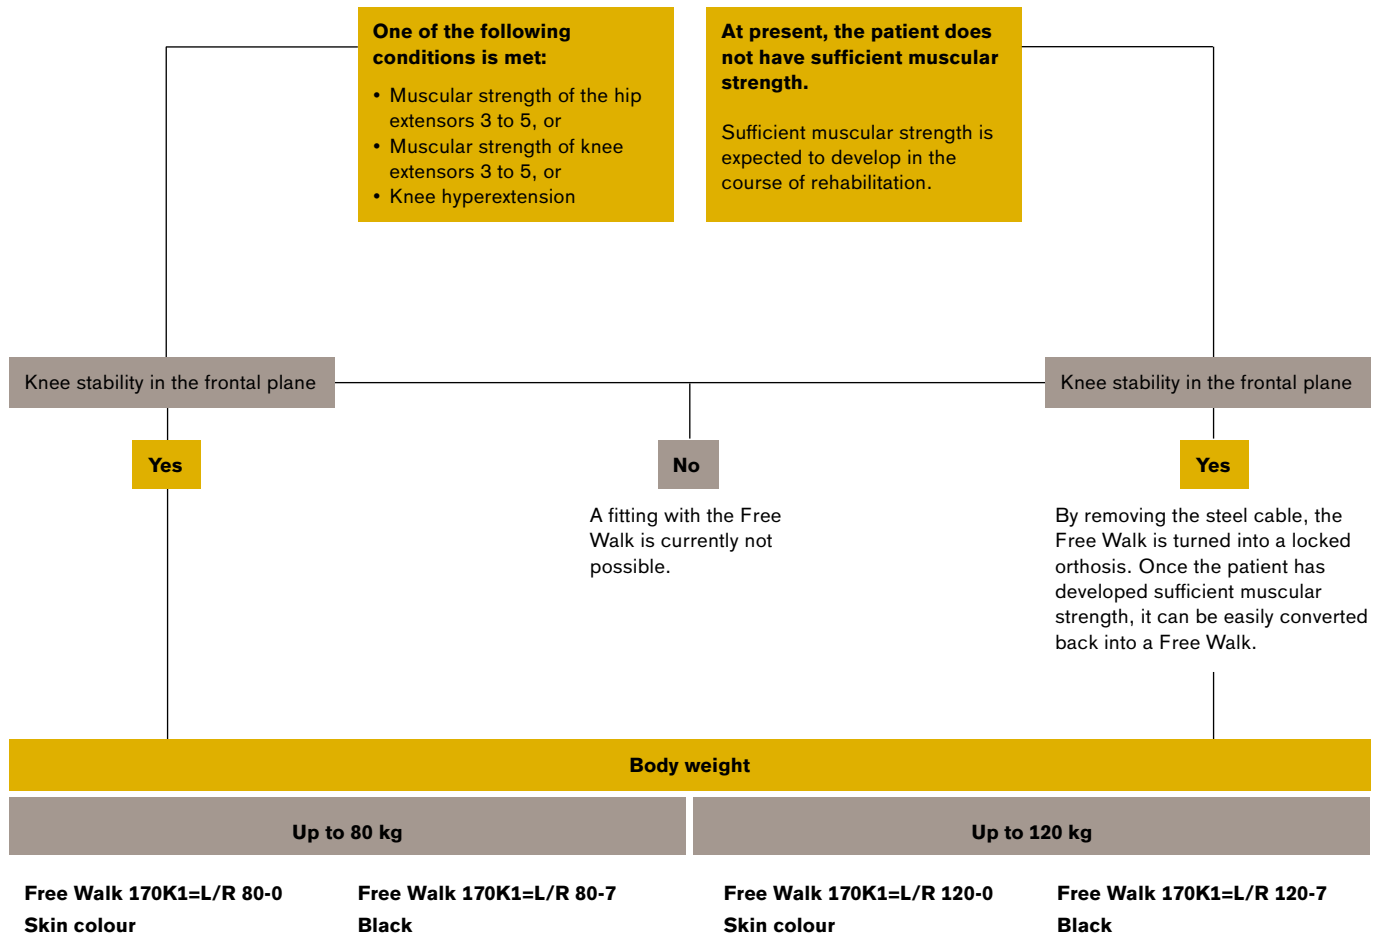 One of the following
conditions is met:
• Muscular strength of the hip
extensors 3 to 5, or
• Muscular strength of knee
extensors 3 to 5, or
• Knee hyperextension
At present, the patient does
not have sufficient muscular
strength.
Sufficient muscular strength is
expected to develop in the
course of rehabilitation.
Knee stability in the frontal plane
Knee stability in the frontal plane
Yes
No
Yes
A fitting with the Free
Walk is currently not
possible.
By removing the steel cable, the
Free Walk is turned into a locked
orthosis. Once the patient has
developed sufficient muscular
strength, it can be easily converted
back into a Free Walk.
Body weight
Up to 80 kg
Up to 120 kg
Free Walk 170K1=L/R 80-0
Skin colour
Free Walk 170K1=L/R 80-7
Black
Free Walk 170K1=L/R 120-0
Skin colour
Free Walk 170K1=L/R 120-7
Black